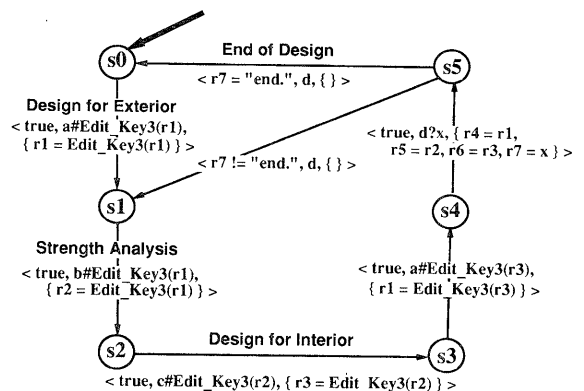 s0
End of Design
s5
< r7 = "end.", d, { } >
Design for Exterior
< true, a#Edit_Key3(r1),
{ r1 = Edit_Key3(r1) } >
< true, d?x, { r4 = r1,
r5 = r2, r6 = r3, r7 = x } >
< r7 != "end.", d, { } >
s1
s4
Strength Analysis
< true, b#Edit_Key3(r1),
{ r2 = Edit_Key3(r1) } >
< true, a#Edit_Key3(r3),
{ r1 = Edit_Key3(r3) } >
Design for Interior
s2
s3
< true, c#Edit_Key3(r2), { r3 = Edit_Key3(r2) } >